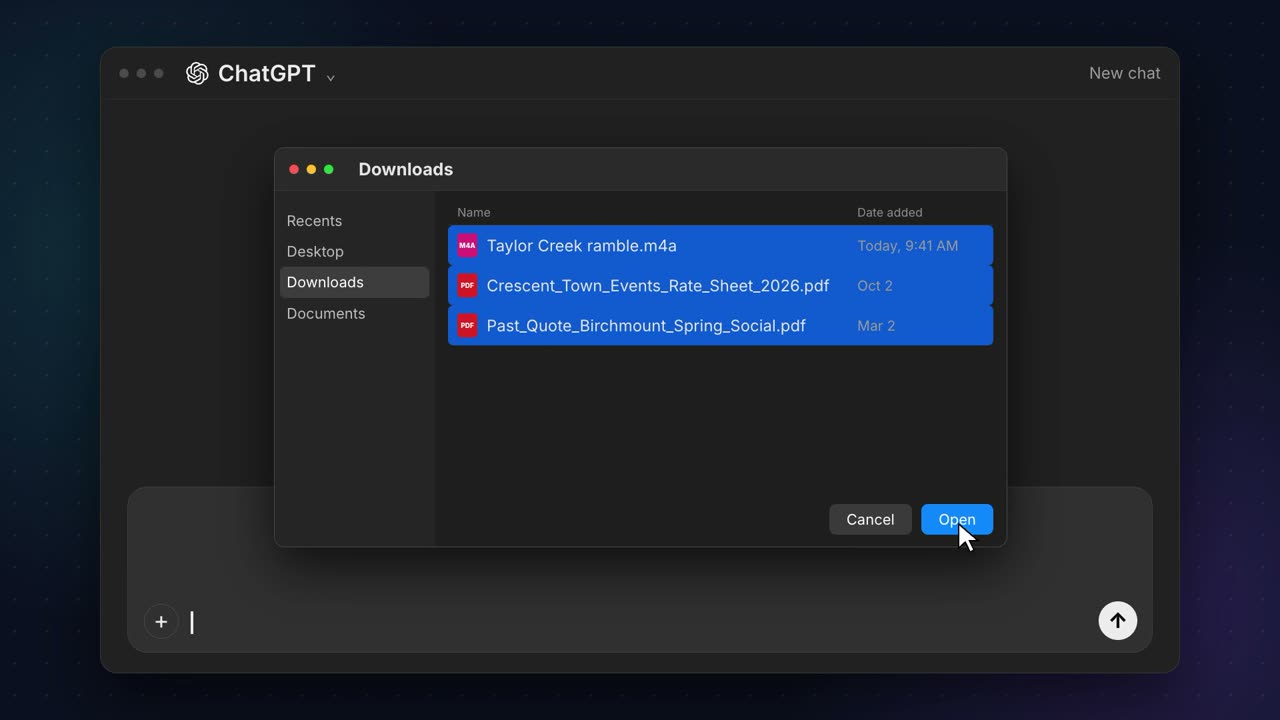 ChatGPT
New chat
Downloads
Recents
Desktop
Downloads
Documents
Name Date added
M4A Taylor Creek ramble.m4a Today, 9:41 AM
PDF Crescent_Town_Events_Rate_Sheet_2026.pdf Oct 2
PDF Past_Quote_Birchmount_Spring_Social.pdf Mar 2
Cancel Open